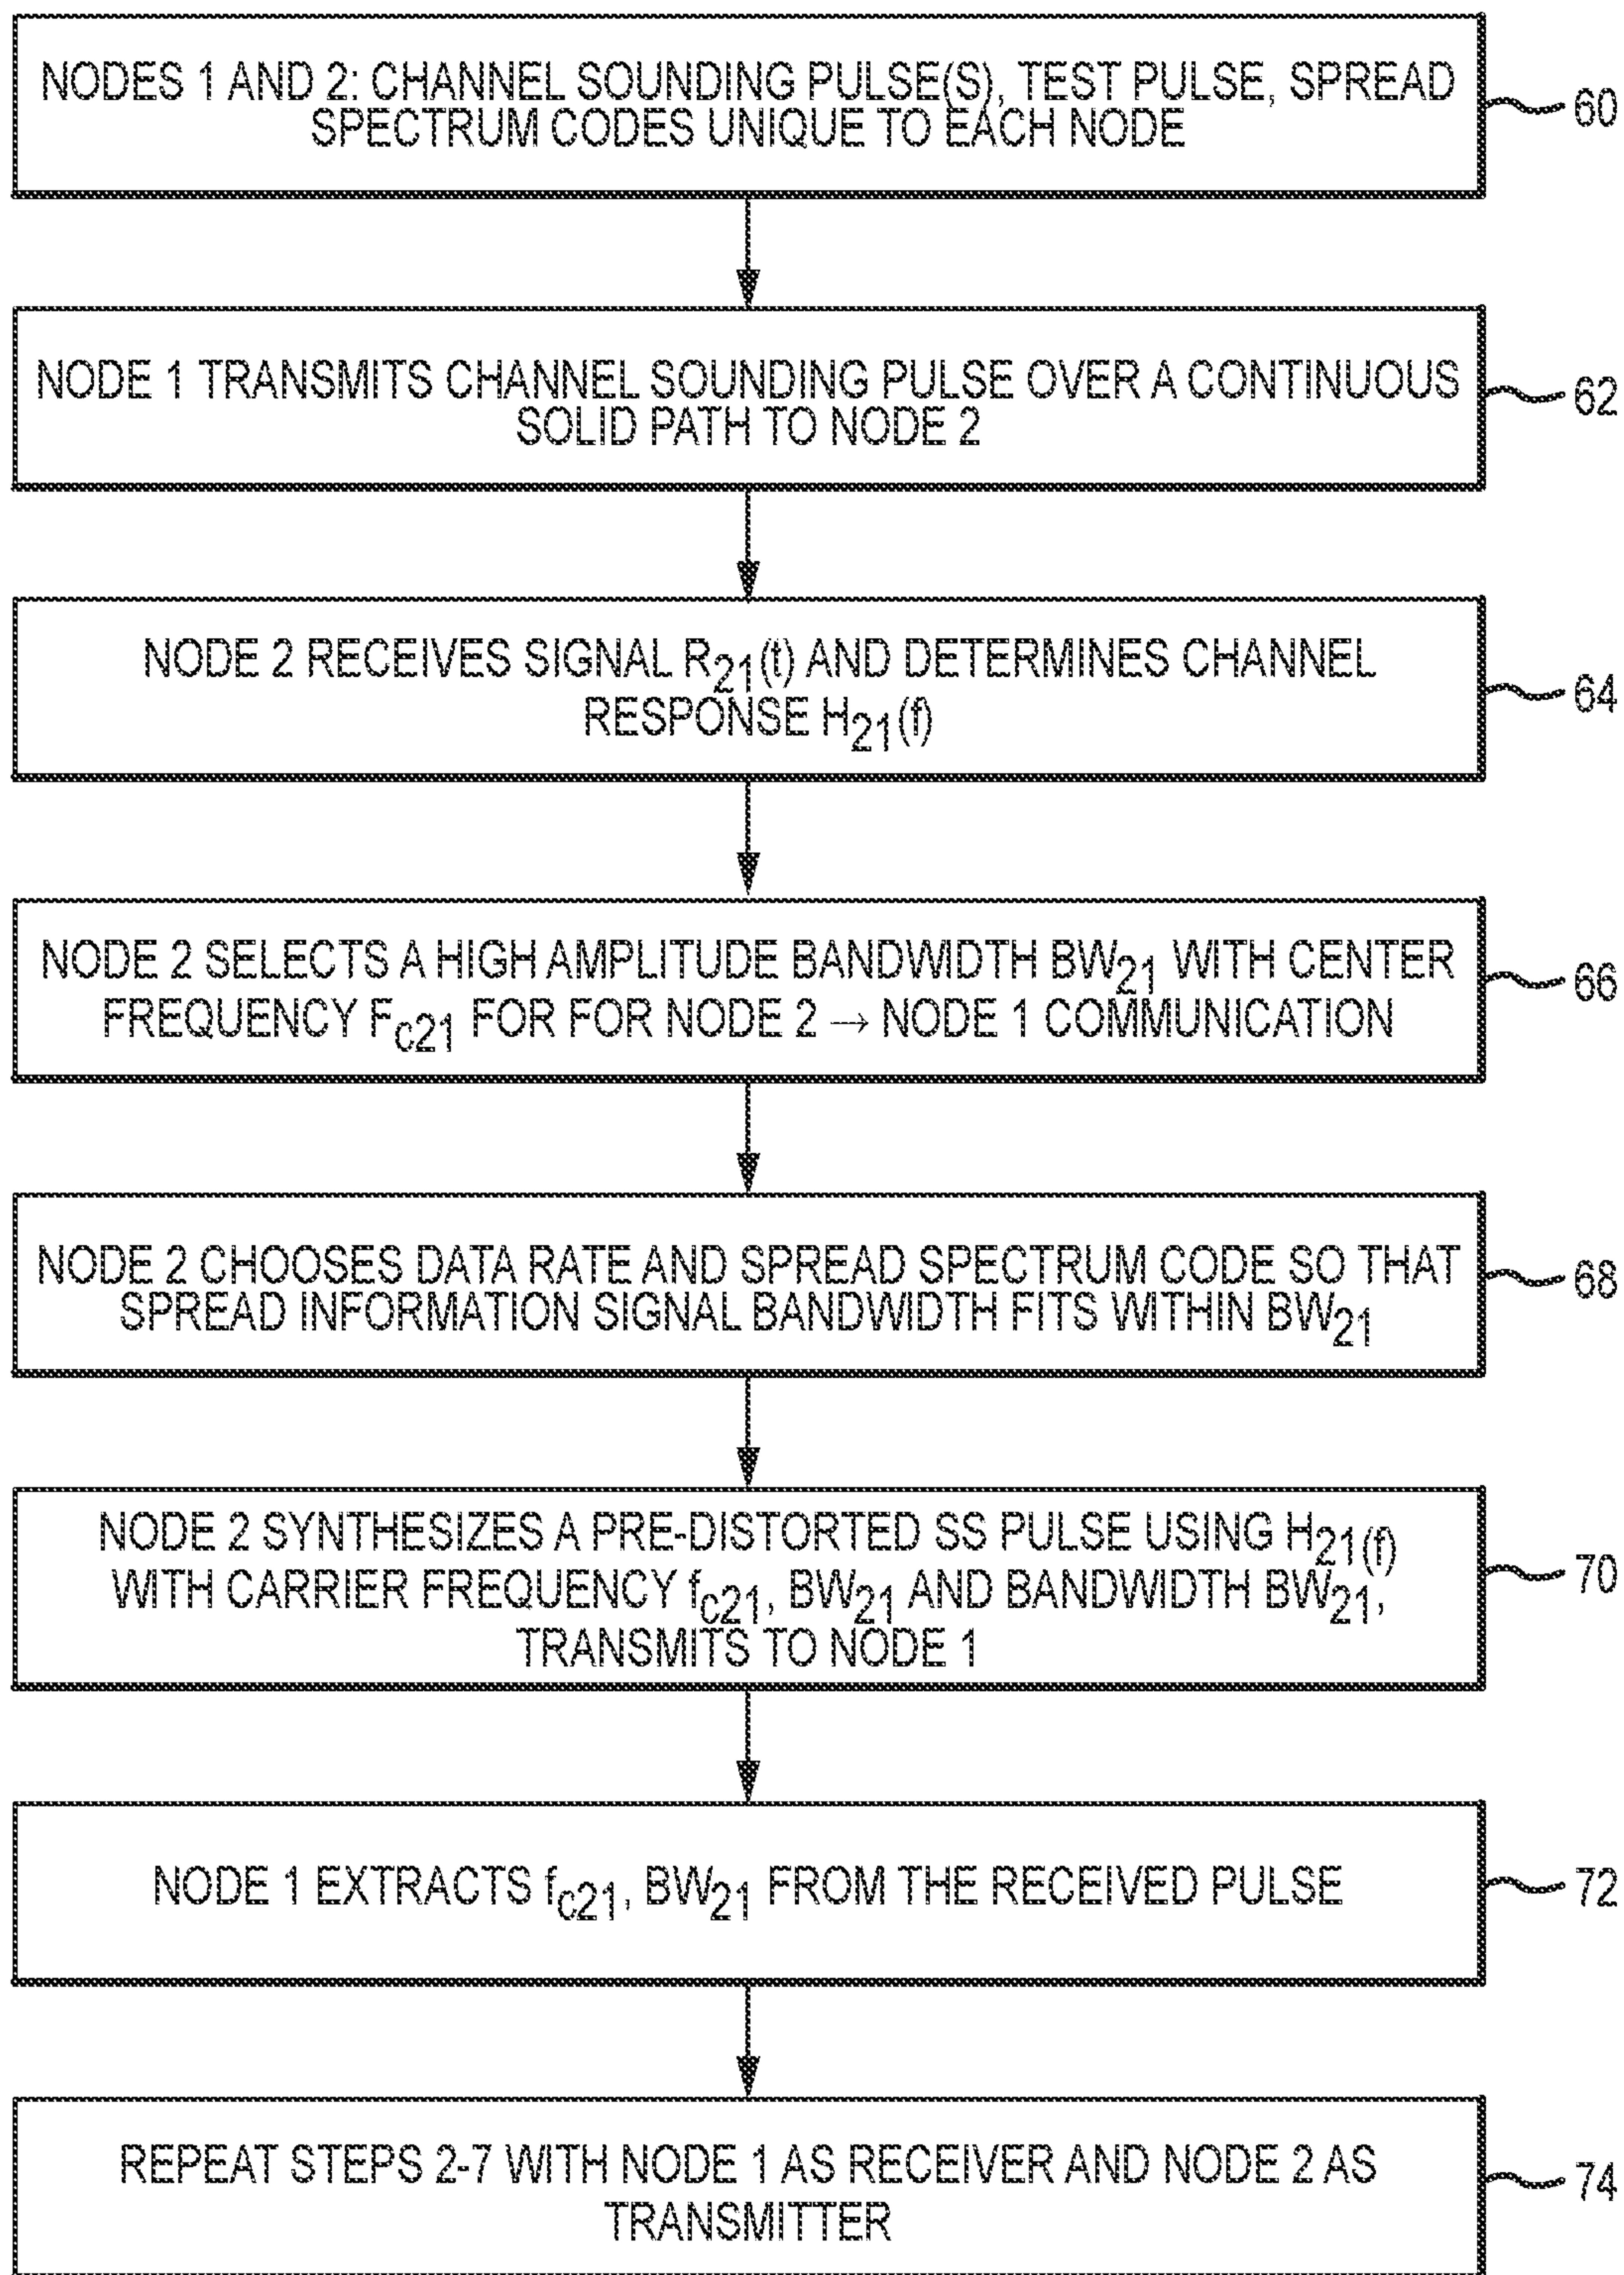 NODES 1 AND 2: CHANNEL SOUNDING PULSE(S), TEST PULSE, SPREAD
SPECTRUM CODES UNIQUE TO EACH NODE
60
NODE 1 TRANSMITS CHANNEL SOUNDING PULSE OVER A CONTINUOUS
SOLID PATH TO NODE 2
62
NODE 2 RECEIVES SIGNAL R21(t) AND DETERMINES CHANNEL
RESPONSE H21(f)
64
NODE 2 SELECTS A HIGH AMPLITUDE BANDWIDTH BW21 WITH CENTER
FREQUENCY Fc21 FOR FOR NODE 2 → NODE 1 COMMUNICATION
66
NODE 2 CHOOSES DATA RATE AND SPREAD SPECTRUM CODE SO THAT
SPREAD INFORMATION SIGNAL BANDWIDTH FITS WITHIN BW21
68
NODE 2 SYNTHESIZES A PRE-DISTORTED SS PULSE USING H21(f)
WITH CARRIER FREQUENCY fc21, BW21 AND BANDWIDTH BW21,
TRANSMITS TO NODE 1
70
NODE 1 EXTRACTS fc21, BW21 FROM THE RECEIVED PULSE
72
REPEAT STEPS 2-7 WITH NODE 1 AS RECEIVER AND NODE 2 AS
TRANSMITTER
74